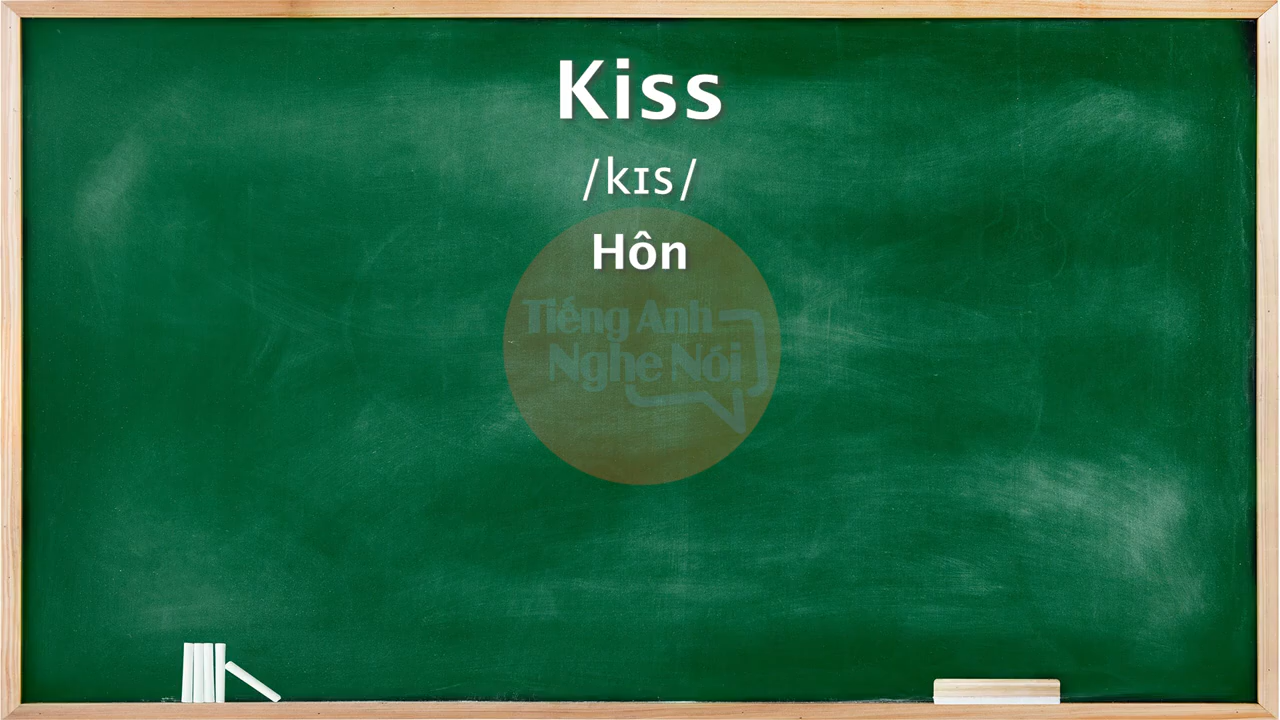 Kiss
/kɪs/
Hôn
Tiếng Anh
Nghe Nói